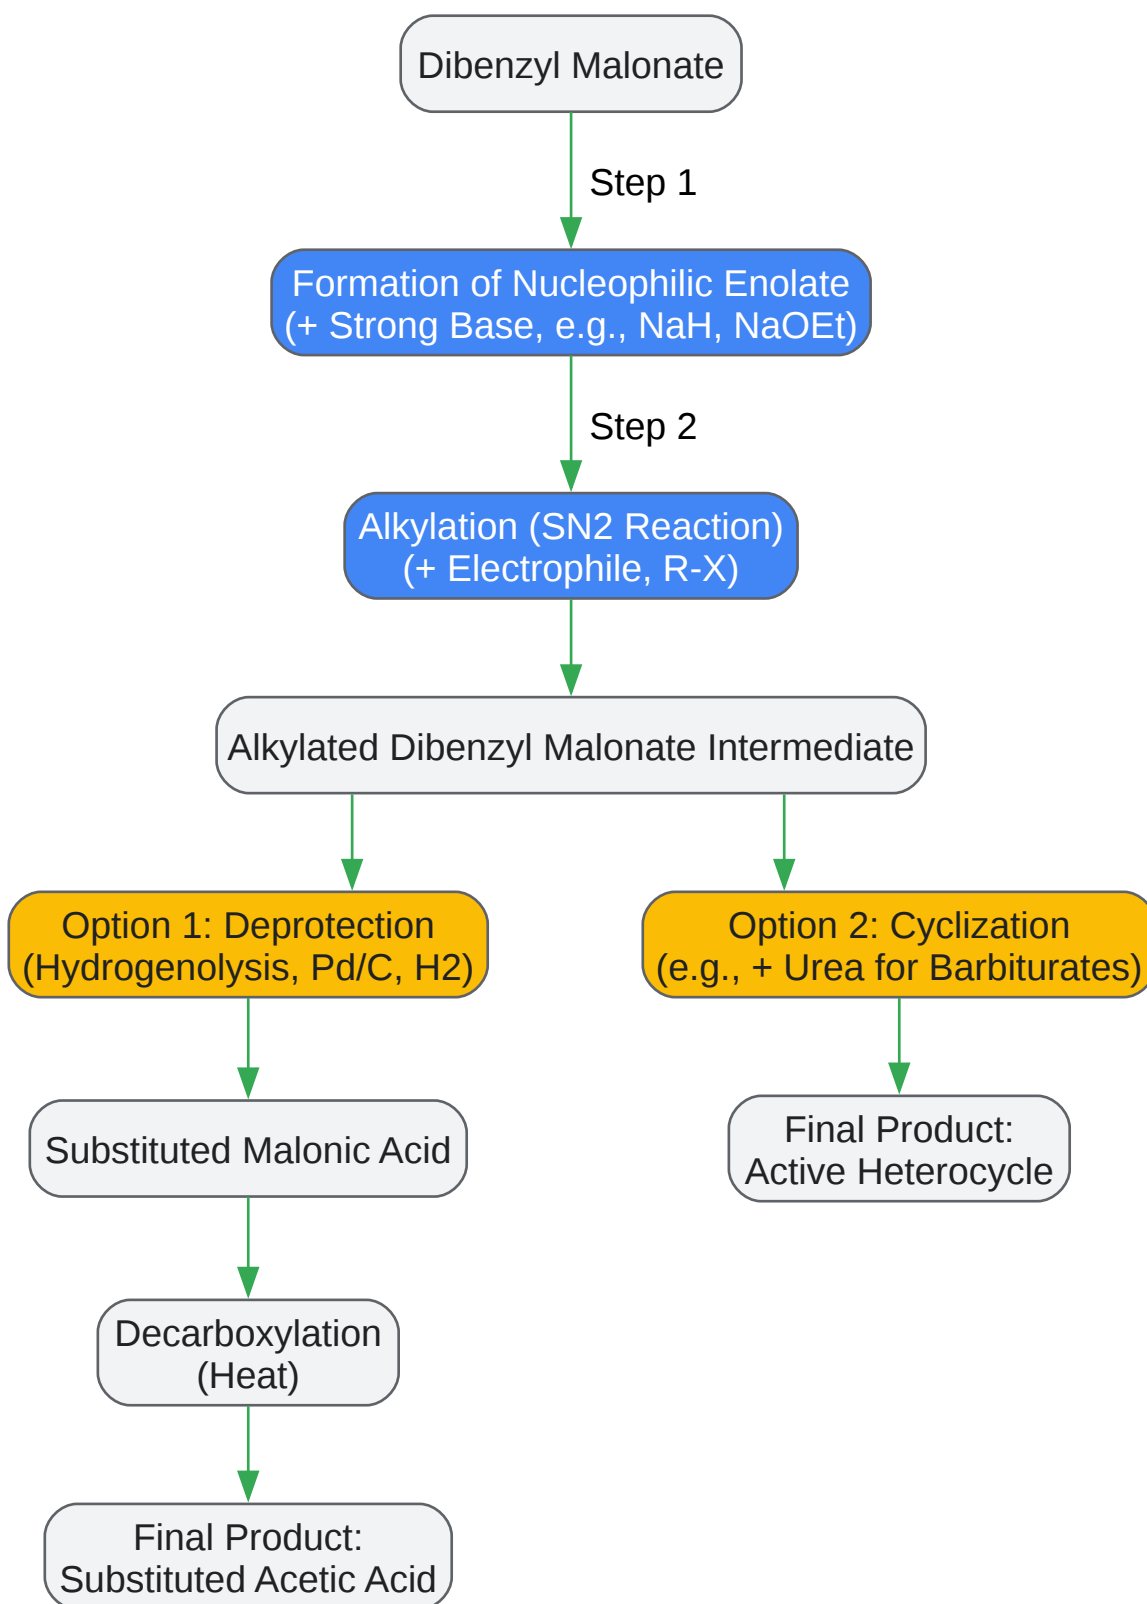 Dibenzyl Malonate
Step 1
Formation of Nucleophilic Enolate
(+ Strong Base, e.g., NaH, NaOEt)
Step 2
Alkylation (SN2 Reaction)
(+ Electrophile, R-X)
Alkylated Dibenzyl Malonate Intermediate
Option 1: Deprotection
(Hydrogenolysis, Pd/C, H2)
Option 2: Cyclization
(e.g., + Urea for Barbiturates)
Substituted Malonic Acid
Final Product:
Active Heterocycle
Decarboxylation
(Heat)
Final Product:
Substituted Acetic Acid